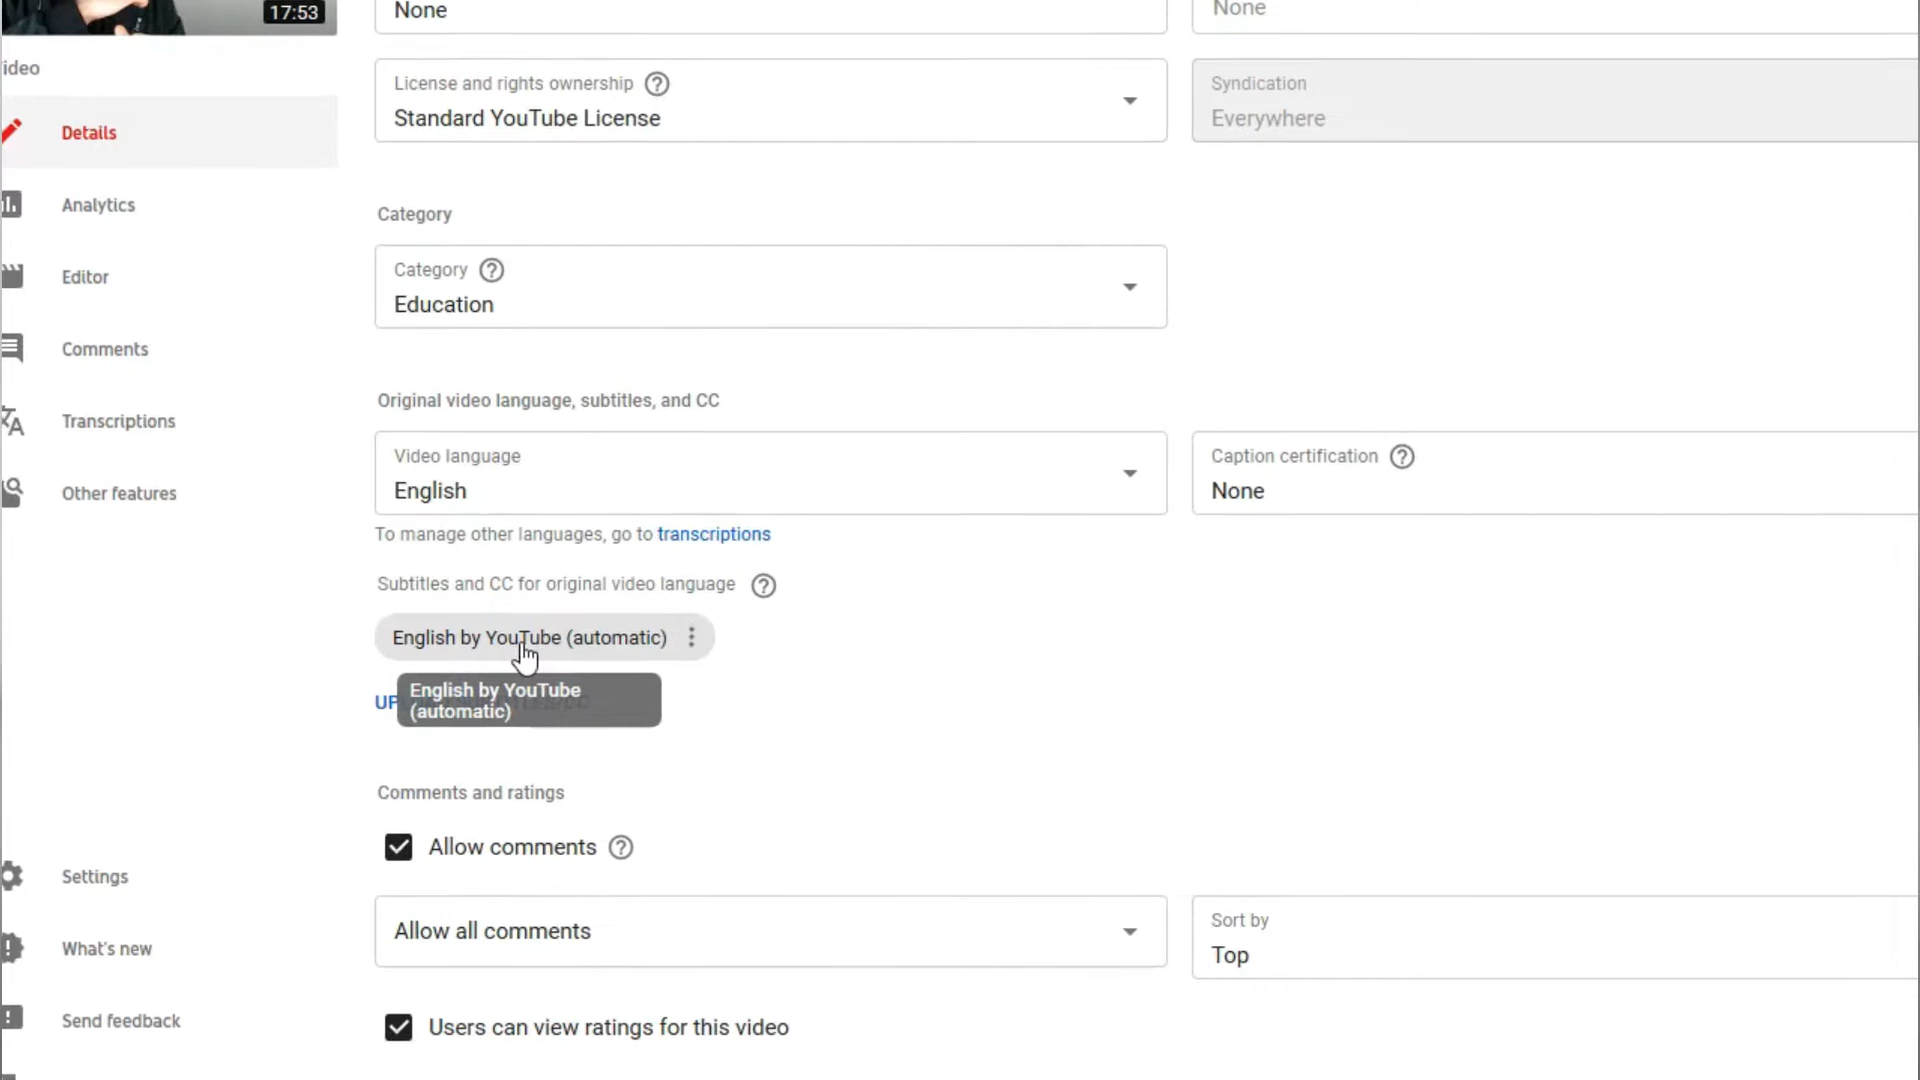 17:53
None
None
ideo
License and rights ownership
Standard YouTube License
Syndication
Everywhere
Details
Analytics
Category
Category
Education
Editor
Comments
Original video language, subtitles, and CC
Transcriptions
Video language
English
Caption certification
None
Other features
To manage other languages, go to transcriptions
Subtitles and CC for original video language
English by YouTube (automatic)
UP
English by YouTube
(automatic)
Comments and ratings
Allow comments
Settings
Allow all comments
Sort by
Top
What's new
Send feedback
Users can view ratings for this video